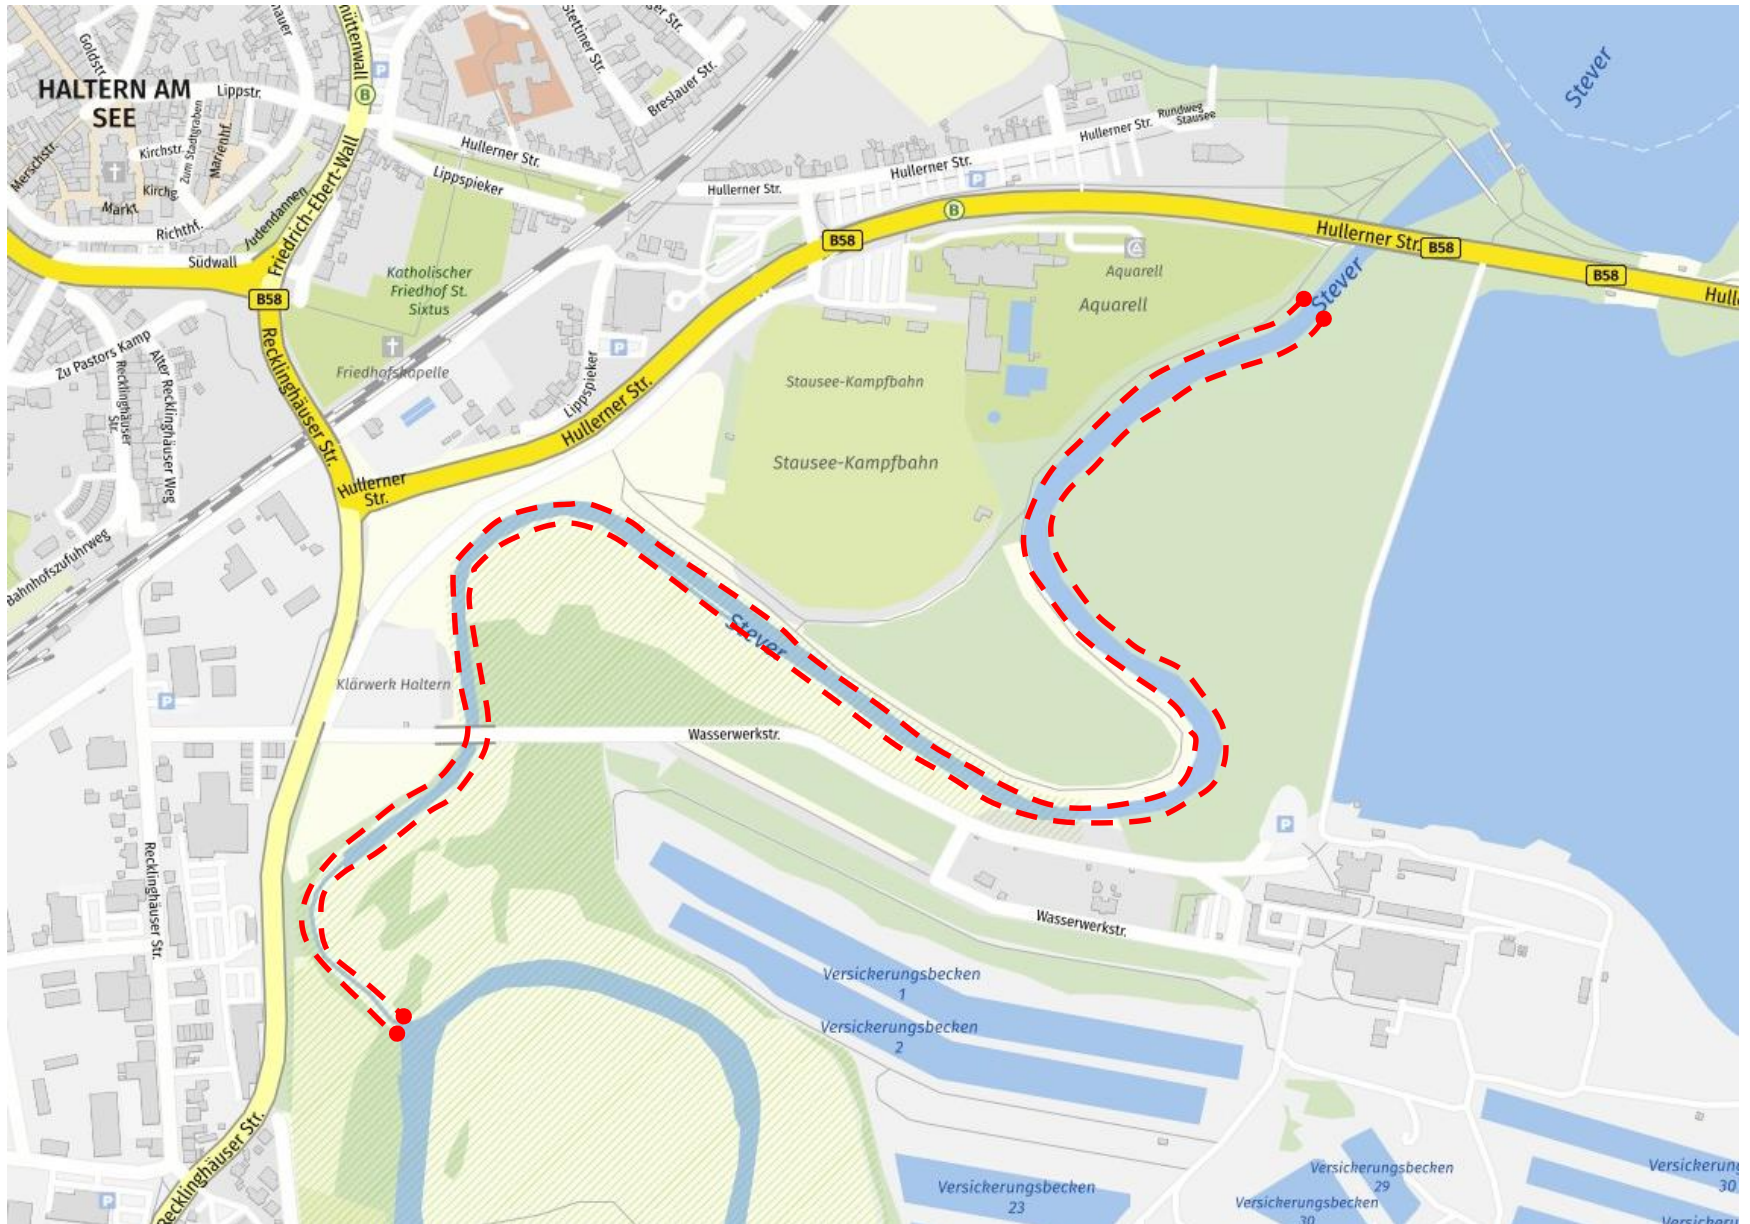 Goldstr.
HALTERN AM
SEE
Lippstr.
Kirchstr.
Zum Stadtgraben
Marienhf.
Merschstr.
Kirchg.
Markt
Richthf.
Judendannen
Südwall
Friedrich-Ebert-Wall
P
B
Stettiner Str.
Breslauer Str.
Hullerner Str.
Lippspieker
Hullerner Str.
Hullerner Str.
Hullerner Str.
Rundweg
Stausee
Stever
P
B
B58
Hullerner Str.
B58
B58
B58
Katholischer
Friedhof St.
Sixtus
Friedhofskapelle
Aquarell
Aquarell
Stever
Zu Pastors Kamp
Alter Recklinghäuser Weg
Recklinghäuser
Str.
Recklinghäuser Str.
P
Lippspieker
Hullerner Str.
Stausee-Kampfbahn
Stausee-Kampfbahn
Hullerner
Str.
Bahnhofszufuhrweg
Stever
Klärwerk Haltern
P
Wasserwerkstr.
P
Recklinghäuser Str.
Wasserwerkstr.
Versickerungsbecken
1
Versickerungsbecken
2
Recklinghäuser Str.
P
Versickerungsbecken
23
Versickerungsbecken
29
Versickerungsbecken
30
30